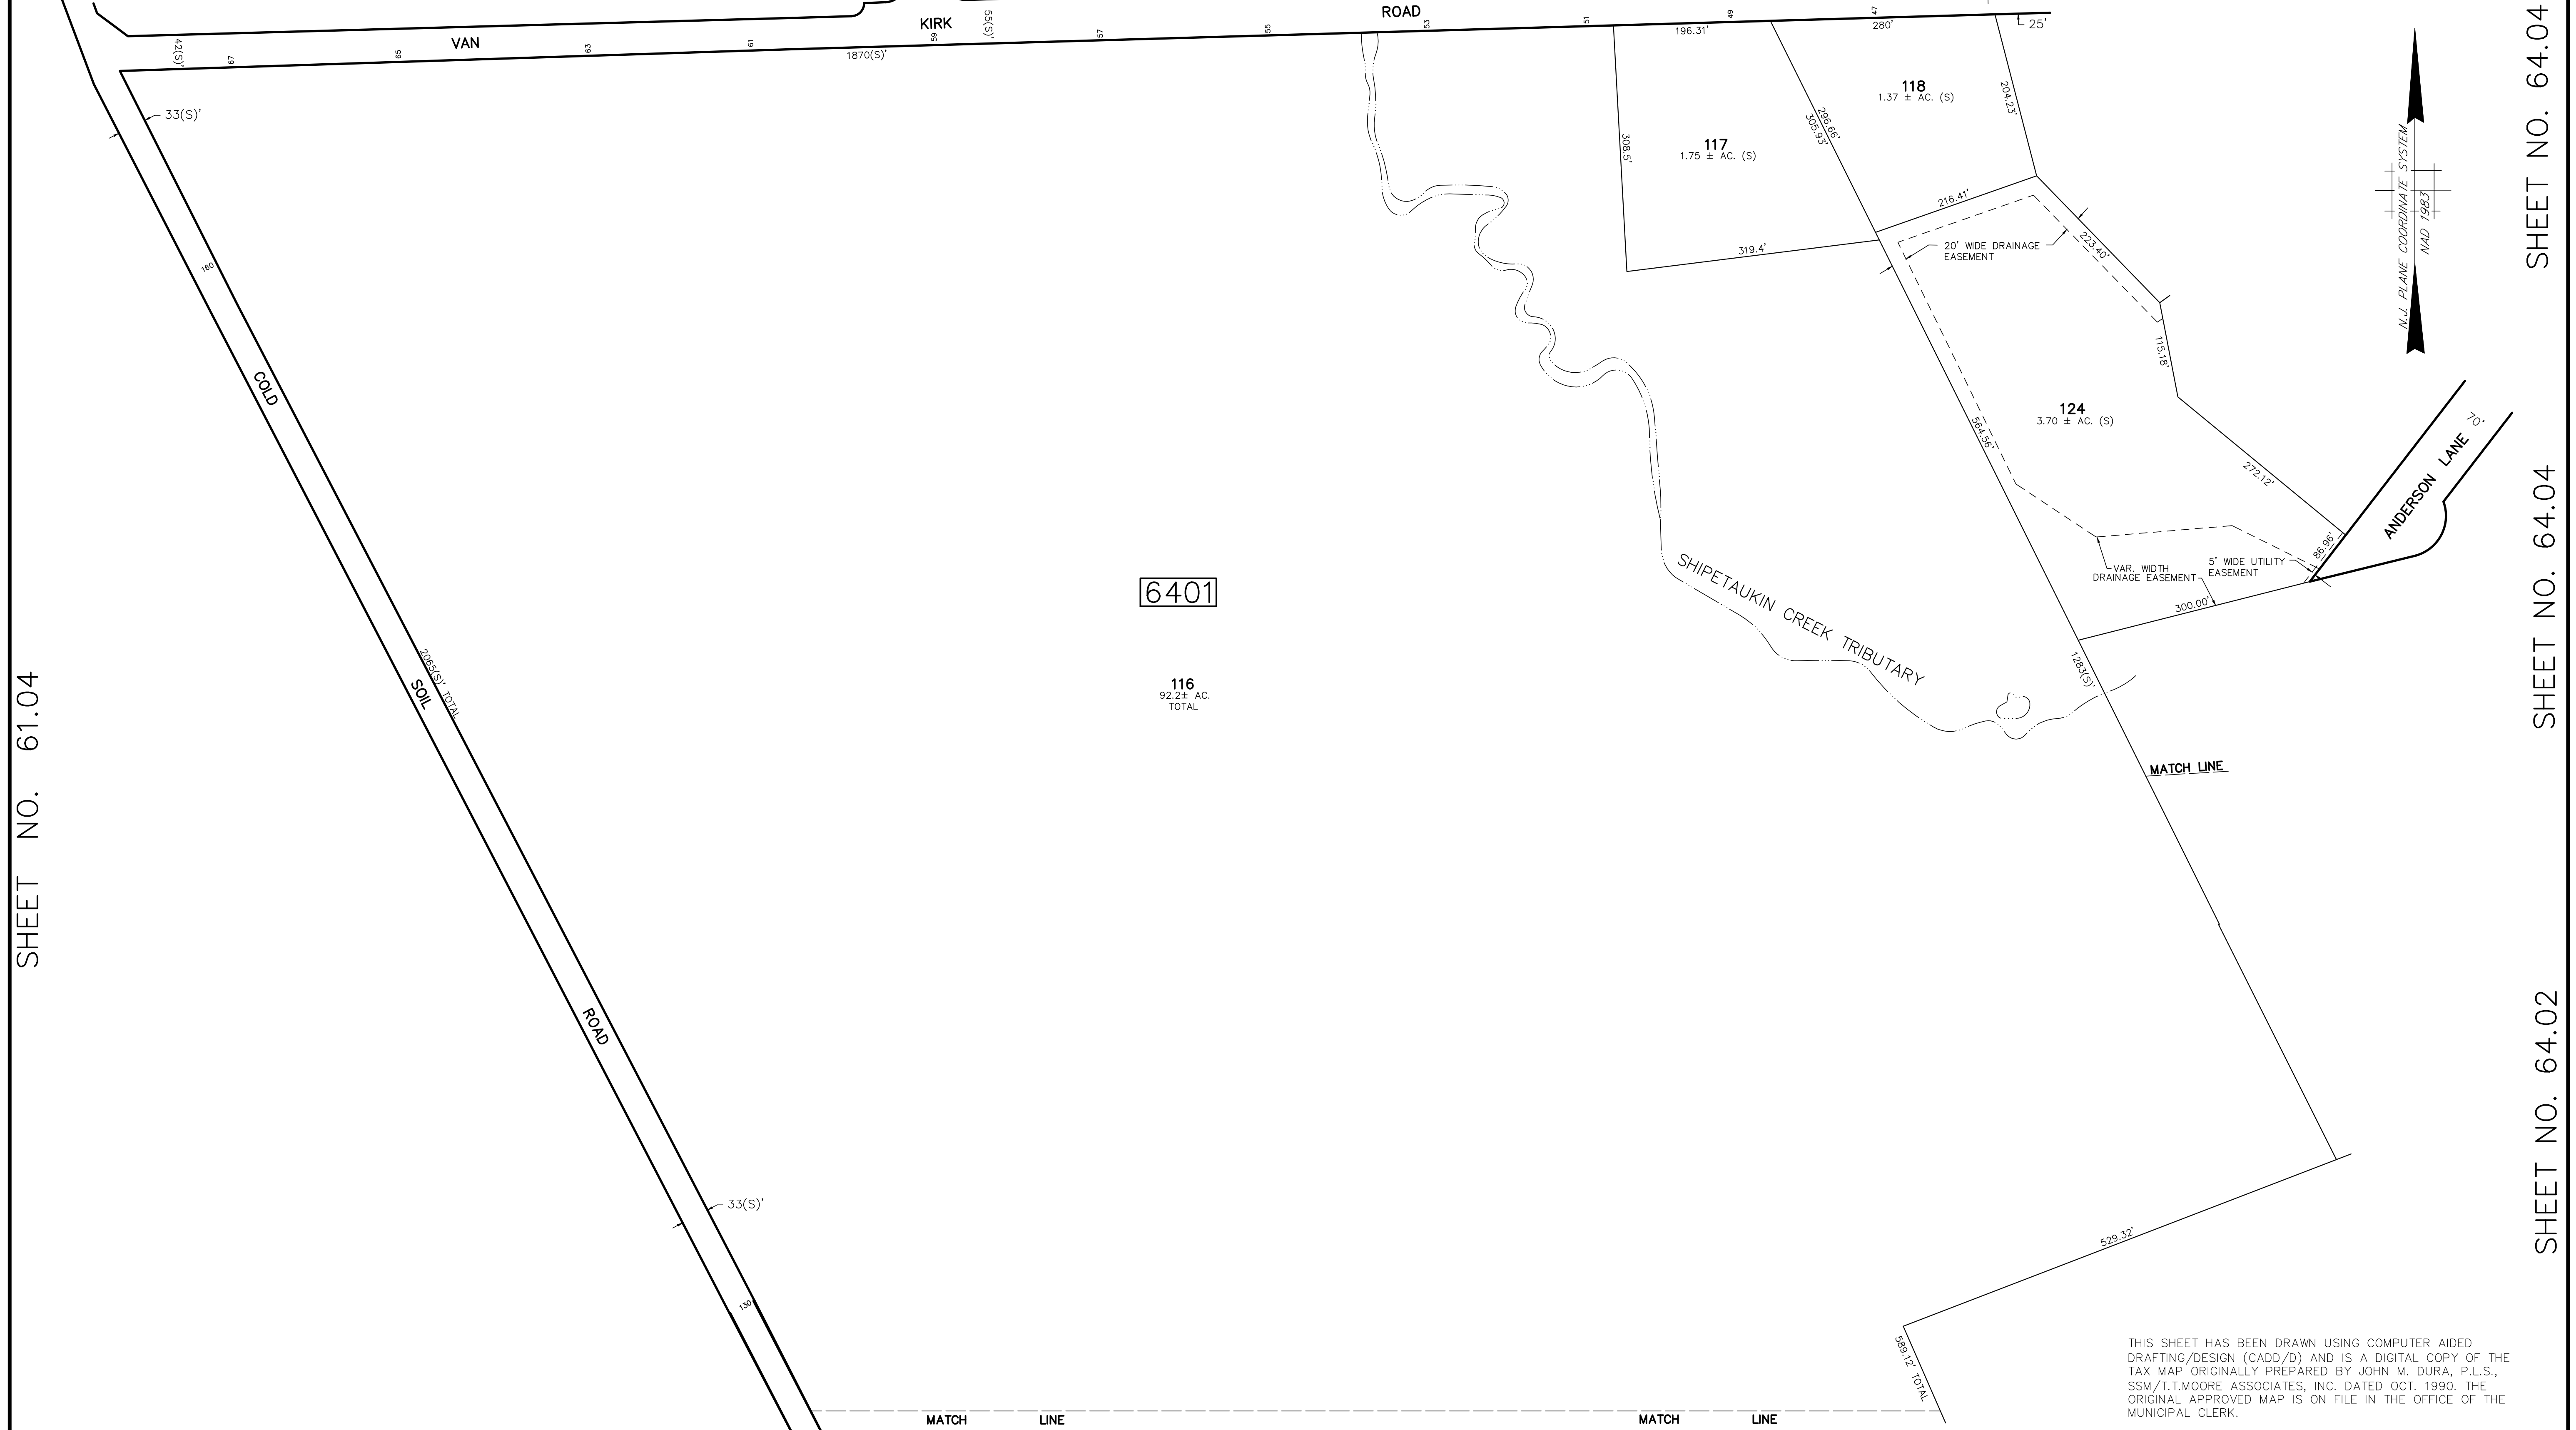 VAN KIRK ROAD
42(S)'
67
65
63
61
59
55(S)'
57
55
53
51
49
47
1870(S)'
196.31'
280'
25'
33(S)'
118
1.37 ± AC. (S)
204.23'
296.66'
305.93'
117
1.75 ± AC. (S)
308.5'
319.4'
216.41'
20' WIDE DRAINAGE
EASEMENT
223.40'
115.18'
N.J. PLANE COORDINATE SYSTEM
NAD 1983
SHEET NO. 64.04
160
COLD SOIL ROAD
2065(S)' TOTAL
564.56'
124
3.70 ± AC. (S)
272.12'
ANDERSON LANE
70'
86.96'
5' WIDE UTILITY
EASEMENT
VAR. WIDTH
DRAINAGE EASEMENT
300.00'
SHEET NO. 64.04
6401
SHIPETAUKIN CREEK TRIBUTARY
116
92.2± AC.
TOTAL
1283(S)'
MATCH LINE
SHEET NO. 61.04
SHEET NO. 64.02
33(S)'
130
529.32'
589.12' TOTAL
MATCH LINE
MATCH LINE
THIS SHEET HAS BEEN DRAWN USING COMPUTER AIDED
DRAFTING/DESIGN (CADD/D) AND IS A DIGITAL COPY OF THE
TAX MAP ORIGINALLY PREPARED BY JOHN M. DURA, P.L.S.,
SSM/T.T.MOORE ASSOCIATES, INC. DATED OCT. 1990. THE
ORIGINAL APPROVED MAP IS ON FILE IN THE OFFICE OF THE
MUNICIPAL CLERK.